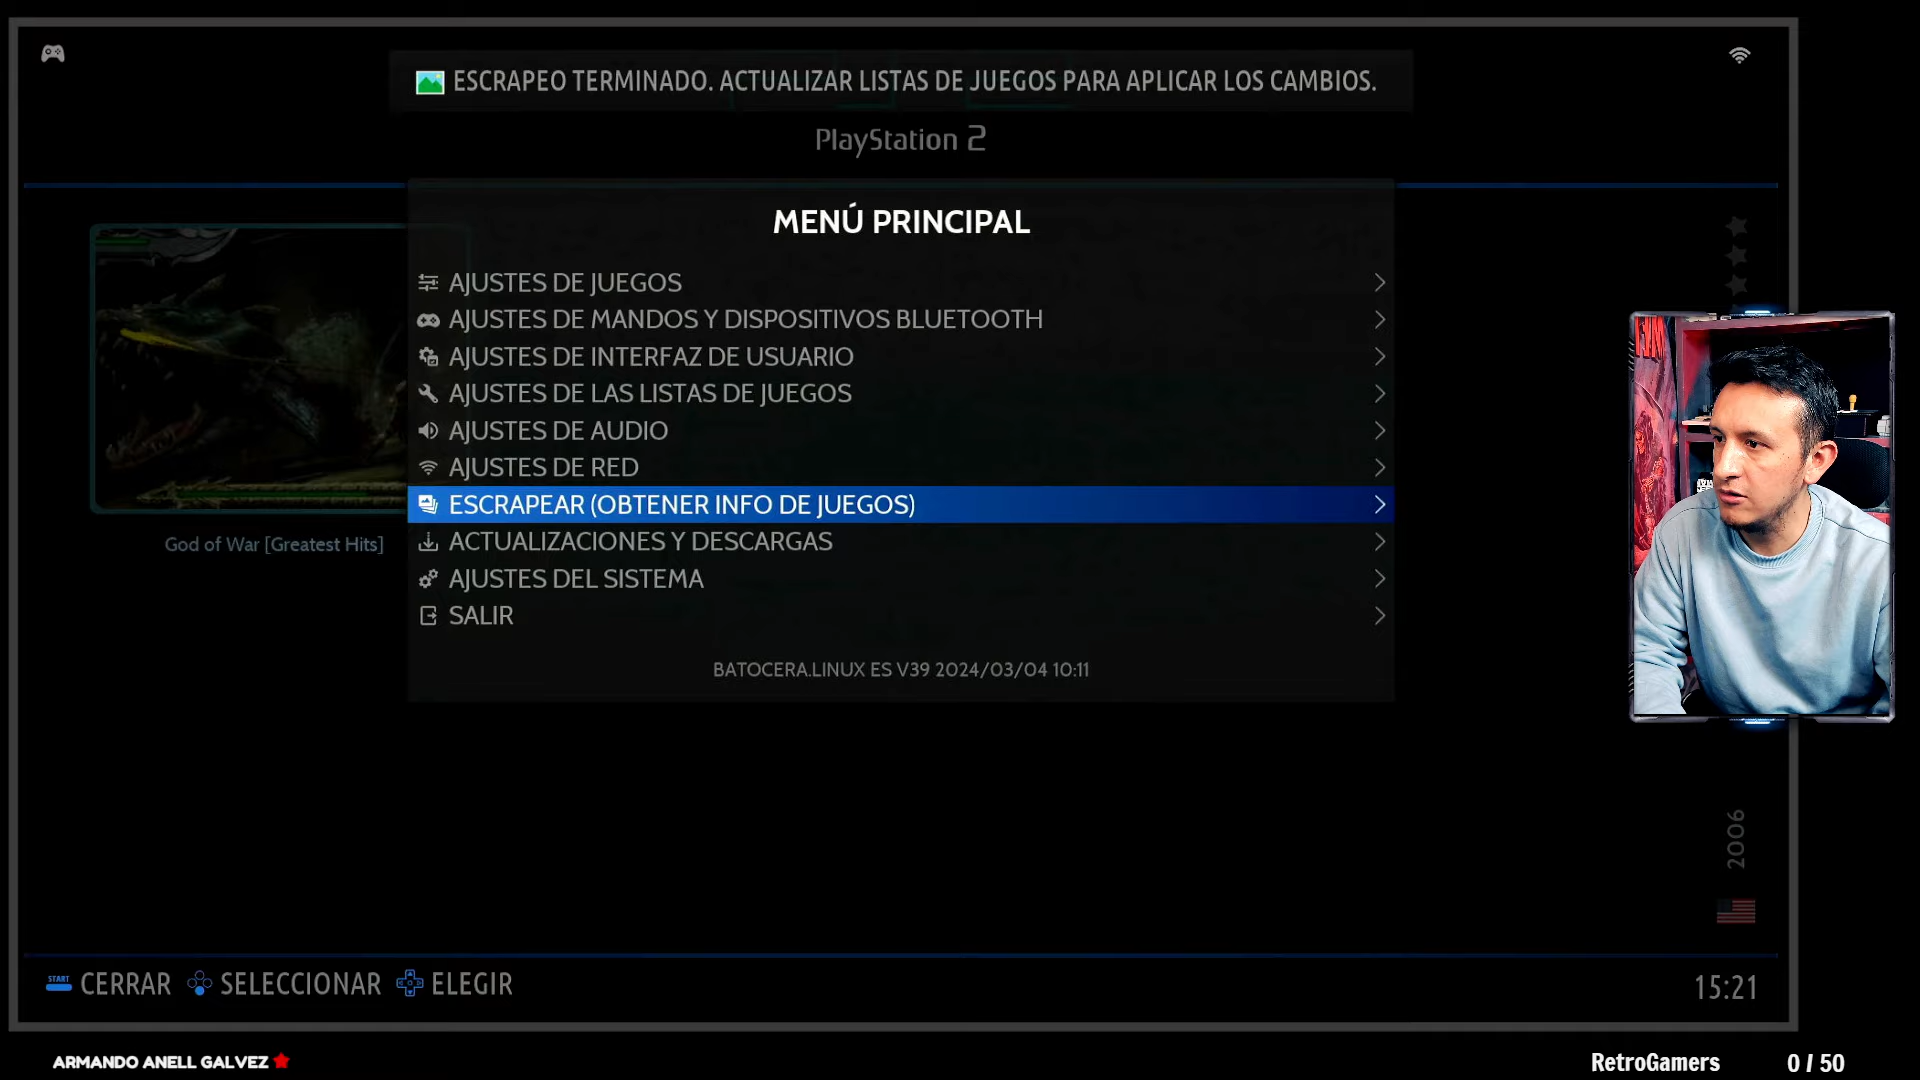 ESCRAPEO TERMINADO. ACTUALIZAR LISTAS DE JUEGOS PARA APLICAR LOS CAMBIOS.
PlayStation 2
MENÚ PRINCIPAL
AJUSTES DE JUEGOS
AJUSTES DE MANDOS Y DISPOSITIVOS BLUETOOTH
AJUSTES DE INTERFAZ DE USUARIO
AJUSTES DE LAS LISTAS DE JUEGOS
AJUSTES DE AUDIO
AJUSTES DE RED
ESCRAPEAR (OBTENER INFO DE JUEGOS)
ACTUALIZACIONES Y DESCARGAS
AJUSTES DEL SISTEMA
SALIR
BATOCERA.LINUX ES V39 2024/03/04 10:11
God of War [Greatest Hits]
2006
START CERRAR SELECCIONAR ELEGIR
15:21
ARMANDO ANELL GALVEZ
RetroGamers 0 / 50